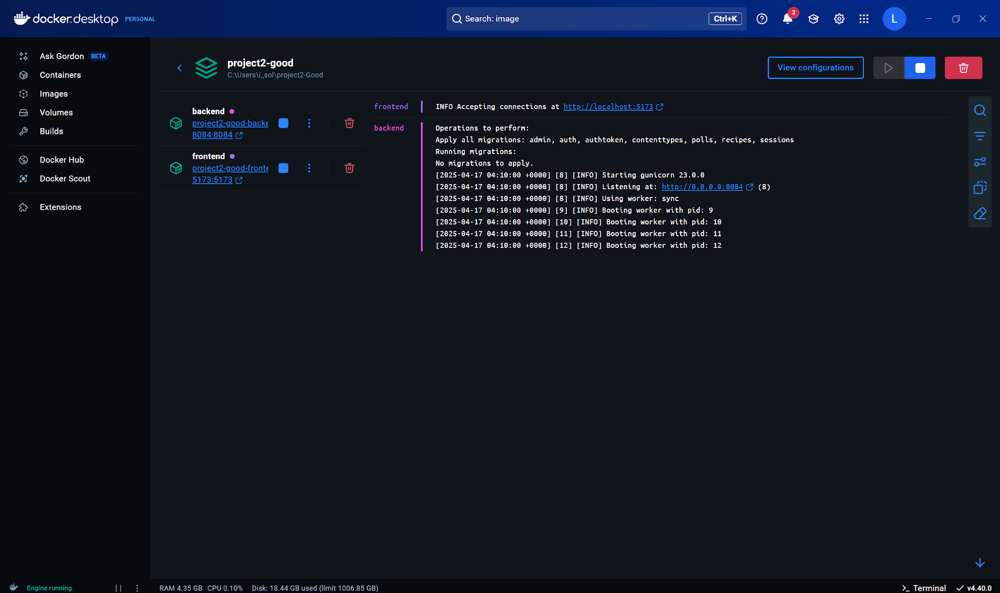 docker.desktop PERSONAL
Search: image
Ctrl+K
2
L
Ask Gordon BETA
Containers
Images
Volumes
Builds
Docker Hub
Docker Scout
Extensions
project2-good
C:\Users\i_sol\project2-Good
View configurations
backend
project2-good-backe
8084:8084
frontend
project2-good-fronte
5173:5173
frontend
INFO Accepting connections at http://localhost:5173
backend
Operations to perform:
Apply all migrations: admin, auth, authtoken, contenttypes, polls, recipes, sessions
Running migrations:
No migrations to apply.
[2025-04-17 04:10:00 +0000] [8] [INFO] Starting gunicorn 23.0.0
[2025-04-17 04:10:00 +0000] [8] [INFO] Listening at: http://0.0.0.0:8084 (8)
[2025-04-17 04:10:00 +0000] [8] [INFO] Using worker: sync
[2025-04-17 04:10:00 +0000] [9] [INFO] Booting worker with pid: 9
[2025-04-17 04:10:00 +0000] [10] [INFO] Booting worker with pid: 10
[2025-04-17 04:10:00 +0000] [11] [INFO] Booting worker with pid: 11
[2025-04-17 04:10:00 +0000] [12] [INFO] Booting worker with pid: 12
Engine running
RAM 4.35 GB CPU 0.10% Disk: 18.44 GB used (limit 1006.85 GB)
Terminal
v4.40.0